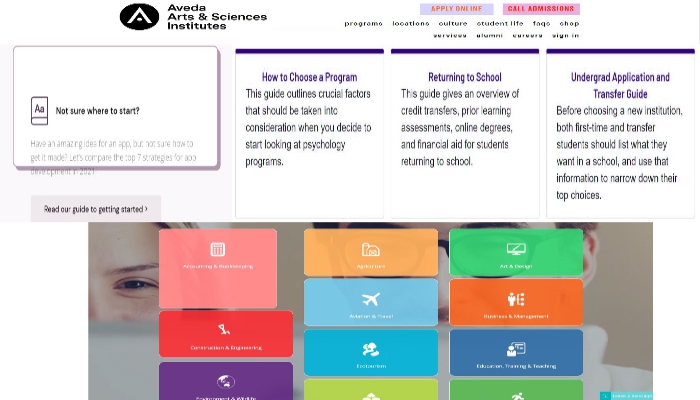 Aveda
Arts & Sciences
Institutes
APPLY ONLINE
CALL ADMISSIONS
programs locations culture student life faqs shop
services alumni careers sign in
Aa
Not sure where to start?
Have an amazing idea for an app, but not sure how to
get it made? Let's compare the top 7 strategies for app
development in 2021
Read our guide to getting started >
How to Choose a Program
This guide outlines crucial factors
that should be taken into
consideration when you decide to
start looking at psychology
programs.
Returning to School
This guide gives an overview of
credit transfers, prior learning
assessments, online degrees,
and financial aid for students
returning to school.
Undergrad Application and
Transfer Guide
Before choosing a new institution,
both first-time and transfer
students should list what they
want in a school, and use that
information to narrow down their
top choices.
Accounting & Bookkeeping
Agriculture
Art & Design
Aviation & Travel
Business & Management
Construction & Engineering
Ecotourism
Education, Training & Teaching
Environment & Wildlife
Leave a message